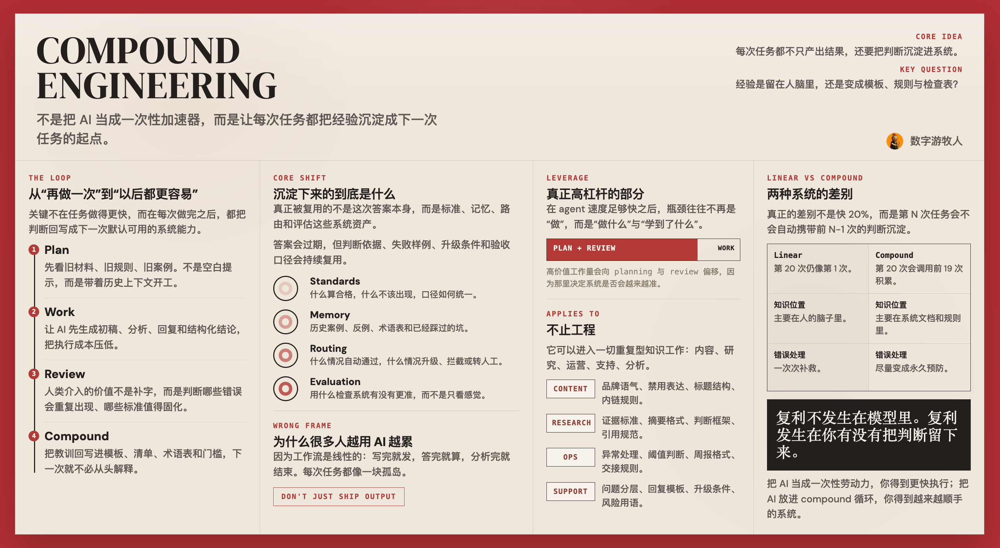 COMPOUND
ENGINEERING
不是把 AI 当成一次性加速器，而是让每次任务都把经验沉淀成下一次
任务的起点。
CORE IDEA
每次任务都不只产出结果，还要把判断沉淀进系统。
KEY QUESTION
经验是留在人脑里，还是变成模板、规则与检查表？
数字游牧人
THE LOOP
从“再做一次”到“以后都更容易”
关键不在任务做得更快，而在每次做完之后，都把
判断回写成下一次默认可用的系统能力。
1 Plan
先看旧材料、旧规则、旧案例。不是空白提
示，而是带着历史上下文开工。
2 Work
让 AI 先生成初稿、分析、回复和结构化结论，
把执行成本压低。
3 Review
人类介入的价值不是补字，而是判断哪些错误
会重复出现、哪些标准值得固化。
4 Compound
把教训回写进模板、清单、术语表和门槛，下
一次就不必从头解释。
CORE SHIFT
沉淀下来的到底是什么
真正被复用的不是这次答案本身，而是标准、记忆、路
由和评估这些系统资产。
答案会过期，但判断依据、失败样例、升级条件和验收
口径会持续复用。
Standards
什么算合格，什么不该出现，口径如何统一。
Memory
历史案例、反例、术语表和已经踩过的坑。
Routing
什么情况自动通过，什么情况升级、拦截或转人工。
Evaluation
用什么检查系统有没有更准，而不是只看感觉。
WRONG FRAME
为什么很多人越用 AI 越累
因为工作流是线性的：写完就发，答完就算，分析完就
结束。每次任务都像一块孤岛。
DON'T JUST SHIP OUTPUT
LEVERAGE
真正高杠杆的部分
在 agent 速度足够快之后，瓶颈往往不再是
“做”，而是“做什么”与“学到了什么”。
PLAN + REVIEW WORK
高价值工作量会向 planning 与 review 偏移，因
为那里决定系统是否会越来越准。
APPLIES TO
不止工程
它可以进入一切重复型知识工作：内容、研
究、运营、支持、分析。
CONTENT 品牌语气、禁用表达、标题结构、
内链规则。
RESEARCH 证据标准、摘要格式、判断框架、
引用规范。
OPS 异常处理、阈值判断、周报格式、
交接规则。
SUPPORT 问题分层、回复模板、升级条件、
风险用语。
LINEAR VS COMPOUND
两种系统的差别
真正的差别不是快 20%，而是第 N 次任务会不
会自动携带前 N-1 次的判断沉淀。
Linear
第 20 次仍像第 1 次。
Compound
第 20 次会调用前 19 次
积累。
知识位置
主要在人的脑子里。
知识位置
主要在系统文档和规则
里。
错误处理
一次次补救。
错误处理
尽量变成永久预防。
复利不发生在模型里。复利
发生在你有没有把判断留下
来。
把 AI 当成一次性劳动力，你得到更快执行；把
AI 放进 compound 循环，你得到越来越顺手
的系统。